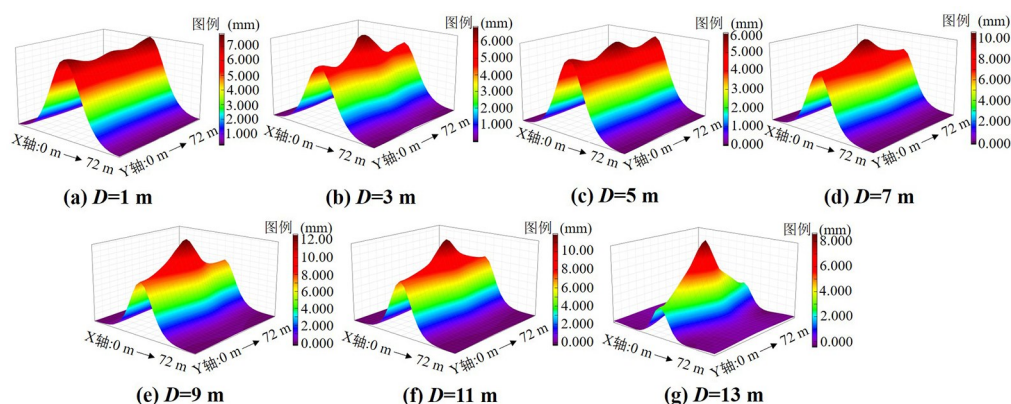 图例 (mm)
7.000
6.000
5.000
4.000
3.000
2.000
1.000
X轴:0 m → 72 m
Y轴:0 m → 72 m
(a) D=1 m
图例 (mm)
6.000
5.000
4.000
3.000
2.000
1.000
X轴:0 m → 72 m
Y轴:0 m → 72 m
(b) D=3 m
图例 (mm)
6.000
5.000
4.000
3.000
2.000
1.000
0.000
X轴:0 m → 72 m
Y轴:0 m → 72 m
(c) D=5 m
图例 (mm)
10.00
8.000
6.000
4.000
2.000
0.000
X轴:0 m → 72 m
Y轴:0 m → 72 m
(d) D=7 m
图例 (mm)
12.00
10.00
8.000
6.000
4.000
2.000
0.000
X轴:0 m → 72 m
Y轴:0 m → 72 m
(e) D=9 m
图例 (mm)
10.00
8.000
6.000
4.000
2.000
0.000
X轴:0 m → 72 m
Y轴:0 m → 72 m
(f) D=11 m
图例 (mm)
8.000
6.000
4.000
2.000
0.000
X轴:0 m → 72 m
Y轴:0 m → 72 m
(g) D=13 m